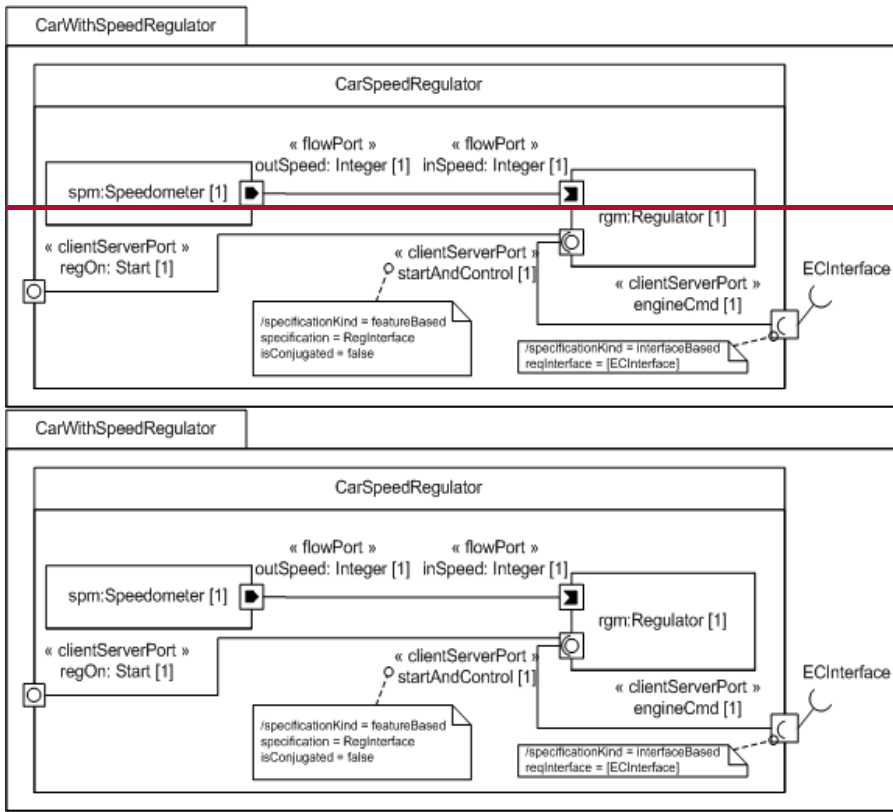 CarWithSpeedRegulator
CarSpeedRegulator
« flowPort » « flowPort »
outSpeed: Integer [1] inSpeed: Integer [1]
spm:Speedometer [1]
rgm:Regulator [1]
« clientServerPort »
regOn: Start [1]
« clientServerPort »
startAndControl [1]
ECInterface
« clientServerPort »
engineCmd [1]
/specificationKind = featureBased
specification = RegInterface
isConjugated = false
/specificationKind = interfaceBased
reqInterface = [ECInterface]
CarWithSpeedRegulator
CarSpeedRegulator
« flowPort » « flowPort »
outSpeed: Integer [1] inSpeed: Integer [1]
spm:Speedometer [1]
rgm:Regulator [1]
« clientServerPort »
regOn: Start [1]
« clientServerPort »
startAndControl [1]
ECInterface
« clientServerPort »
engineCmd [1]
/specificationKind = featureBased
specification = RegInterface
isConjugated = false
/specificationKind = interfaceBased
reqInterface = [ECInterface]